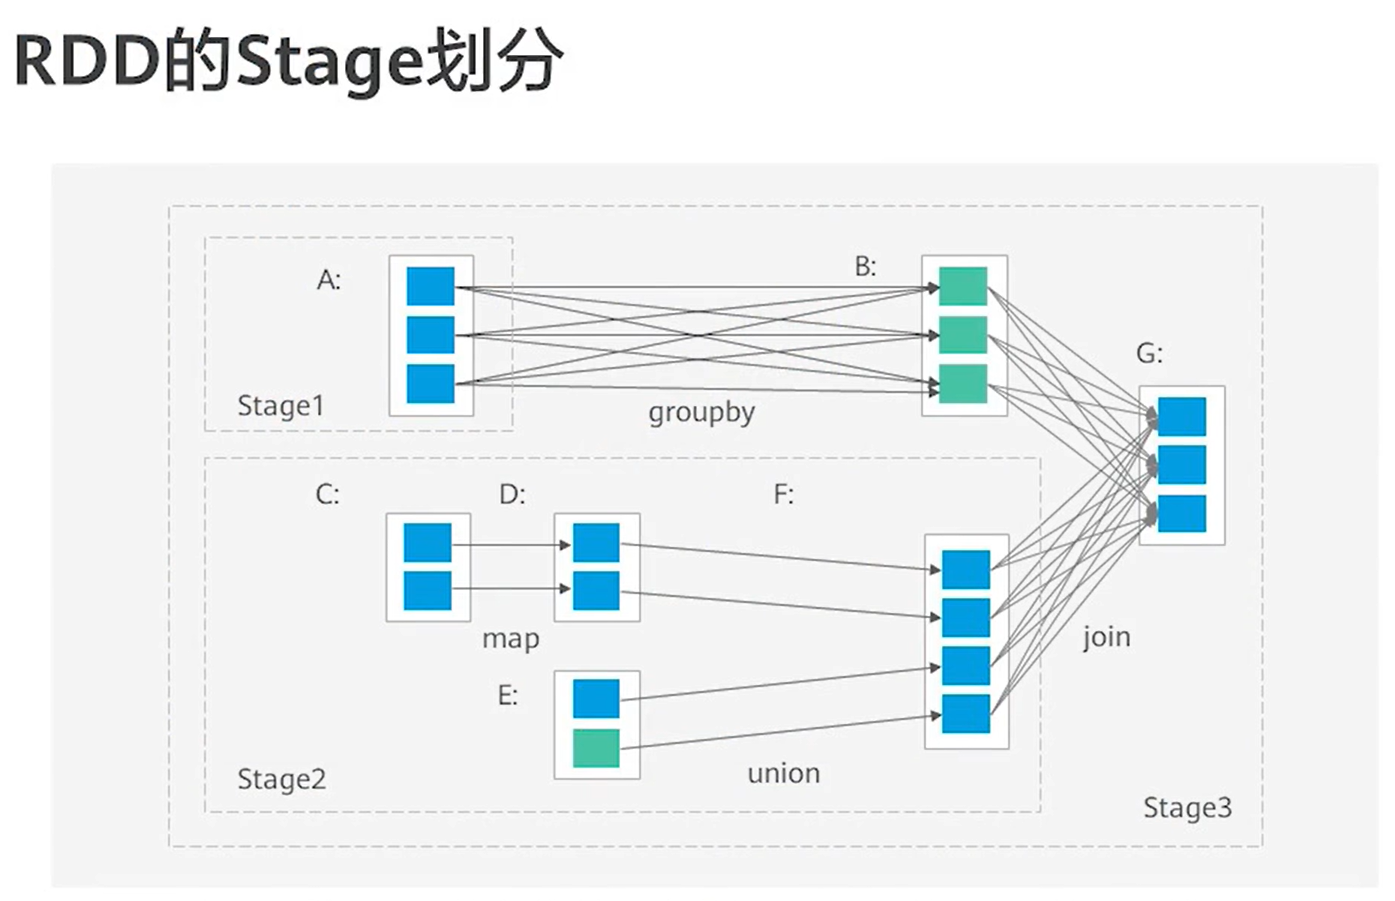 RDD的Stage划分
A:
B:
G:
Stage1
groupby
C:
D:
F:
map
join
E:
union
Stage2
Stage3